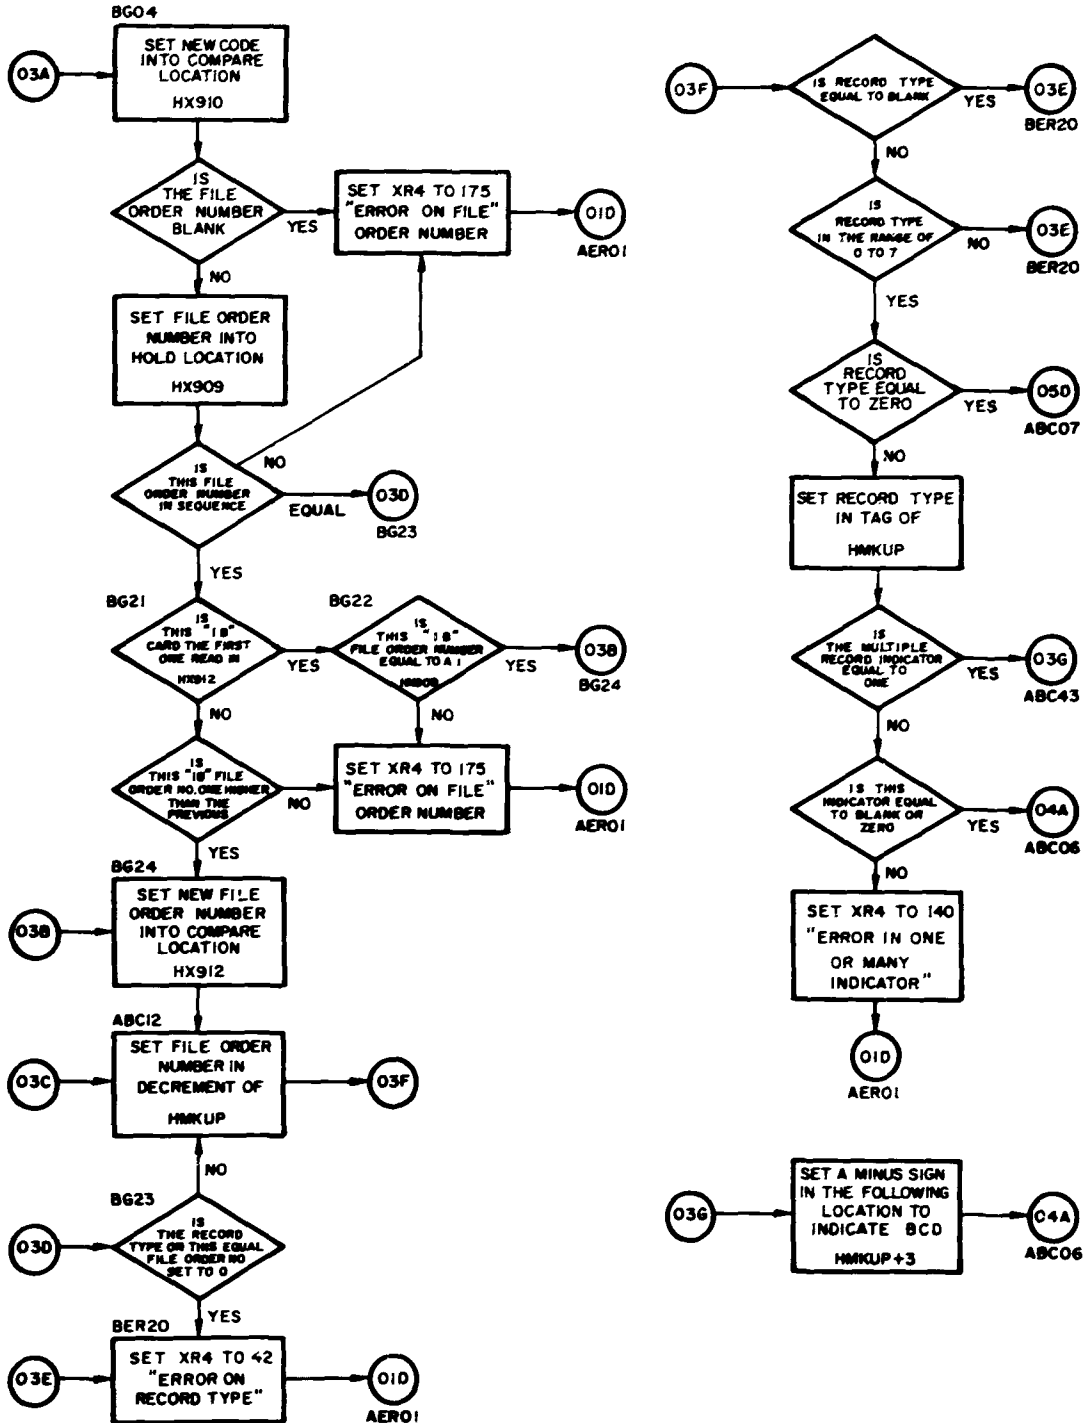 BG04
03A
SET NEW CODE
INTO COMPARE
LOCATION
HX910
IS
THE FILE
ORDER NUMBER
BLANK
YES
SET XR4 TO 175
"ERROR ON FILE"
ORDER NUMBER
01D
AER01
NO
SET FILE ORDER
NUMBER INTO
HOLD LOCATION
HX909
IS
THIS FILE
ORDER NUMBER
IN SEQUENCE
NO
EQUAL
03D
BG23
YES
BG21
IS
THIS "1B"
CARD THE FIRST
ONE READ IN
HX912
YES
BG22
IS
THIS "1B"
FILE ORDER NUMBER
EQUAL TO A 1
YES
03B
BG24
NO
NO
IS
THIS "1B" FILE
ORDER NO. ONE HIGHER
THAN THE
PREVIOUS
NO
SET XR4 TO 175
"ERROR ON FILE"
ORDER NUMBER
01D
AER01
YES
BG24
03B
SET NEW FILE
ORDER NUMBER
INTO COMPARE
LOCATION
HX912
ABC12
03C
SET FILE ORDER
NUMBER IN
DECREMENT OF
HMKUP
03F
NO
BG23
03D
IS
THE RECORD
TYPE OR THIS EQUAL
FILE ORDER NO
SET TO 0
YES
BER20
03E
SET XR4 TO 42
"ERROR ON
RECORD TYPE"
01D
AER01
03F
IS RECORD TYPE
EQUAL TO BLANK
YES
03E
BER20
NO
IS
RECORD TYPE
IN THE RANGE OF
0 TO 7
NO
03E
BER20
YES
IS
RECORD
TYPE EQUAL
TO ZERO
YES
05D
ABC07
NO
SET RECORD TYPE
IN TAG OF
HMKUP
IS
THE MULTIPLE
RECORD INDICATOR
EQUAL TO
ONE
YES
03G
ABC43
NO
IS THIS
INDICATOR EQUAL
TO BLANK OR
ZERO
YES
04A
ABC06
NO
SET XR4 TO 140
"ERROR IN ONE
OR MANY
INDICATOR"
01D
AER01
03G
SET A MINUS SIGN
IN THE FOLLOWING
LOCATION TO
INDICATE BCD
HMKUP+3
04A
ABC06